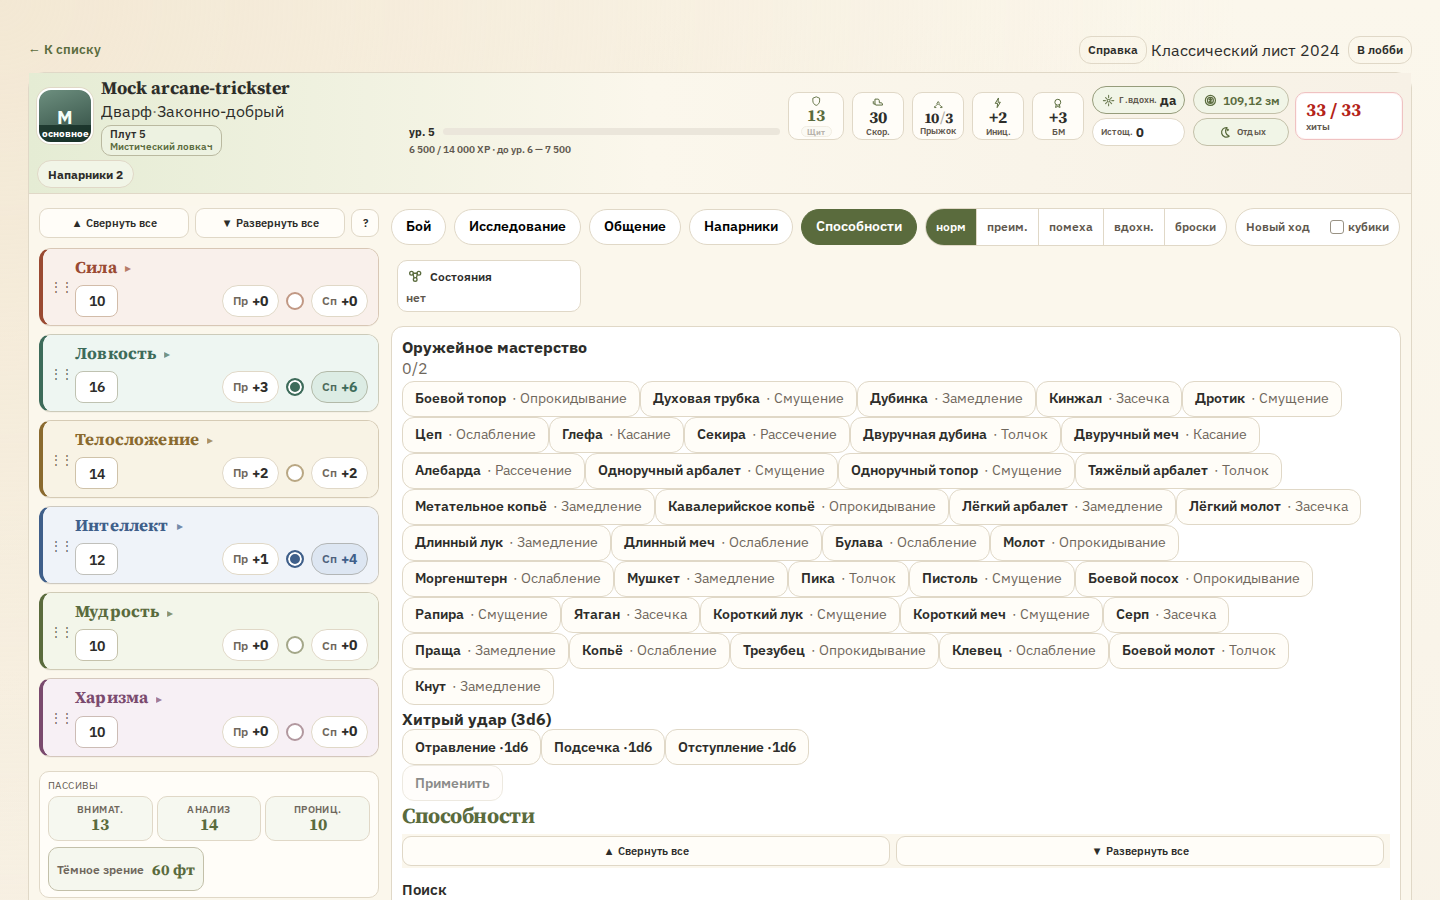 ← К списку
Справка Классический лист 2024 В лобби
М
основное
Mock arcane-trickster
Дварф·Законно-добрый
Плут 5
Мистический ловкач
Напарники 2
ур. 5
6 500 / 14 000 XP · до ур. 6 — 7 500
13
Щит
30
Скор.
10/3
Прыжок
+2
Иниц.
+3
БМ
Г.вдохн. да
Истощ. 0
109,12 зм
Отдых
33 / 33
хиты
▲ Свернуть все ▼ Развернуть все ?
Сила ▸
10 Пр +0 Сп +0
Ловкость ▸
16 Пр +3 Сп +6
Телосложение ▸
14 Пр +2 Сп +2
Интеллект ▸
12 Пр +1 Сп +4
Мудрость ▸
10 Пр +0 Сп +0
Харизма ▸
10 Пр +0 Сп +0
ПАССИВЫ
ВНИМАТ. АНАЛИЗ ПРОНИЦ.
13 14 10
Тёмное зрение 60 фт
Бой Исследование Общение Напарники Способности норм преим. помеха вдохн. броски Новый ход кубики
Состояния
нет
Оружейное мастерство
0/2
Боевой топор · Опрокидывание Духовая трубка · Смущение Дубинка · Замедление Кинжал · Засечка Дротик · Смущение
Цеп · Ослабление Глефа · Касание Секира · Рассечение Двуручная дубина · Толчок Двуручный меч · Касание
Алебарда · Рассечение Одноручный арбалет · Смущение Одноручный топор · Смущение Тяжёлый арбалет · Толчок
Метательное копьё · Замедление Кавалерийское копьё · Опрокидывание Лёгкий арбалет · Замедление Лёгкий молот · Засечка
Длинный лук · Замедление Длинный меч · Ослабление Булава · Ослабление Молот · Опрокидывание
Моргенштерн · Ослабление Мушкет · Замедление Пика · Толчок Пистоль · Смущение Боевой посох · Опрокидывание
Рапира · Смущение Ятаган · Засечка Короткий лук · Смущение Короткий меч · Смущение Серп · Засечка
Праща · Замедление Копьё · Ослабление Трезубец · Опрокидывание Клевец · Ослабление Боевой молот · Толчок
Кнут · Замедление
Хитрый удар (3d6)
Отравление ·1d6 Подсечка ·1d6 Отступление ·1d6
Применить
Способности
▲ Свернуть все ▼ Развернуть все
Поиск